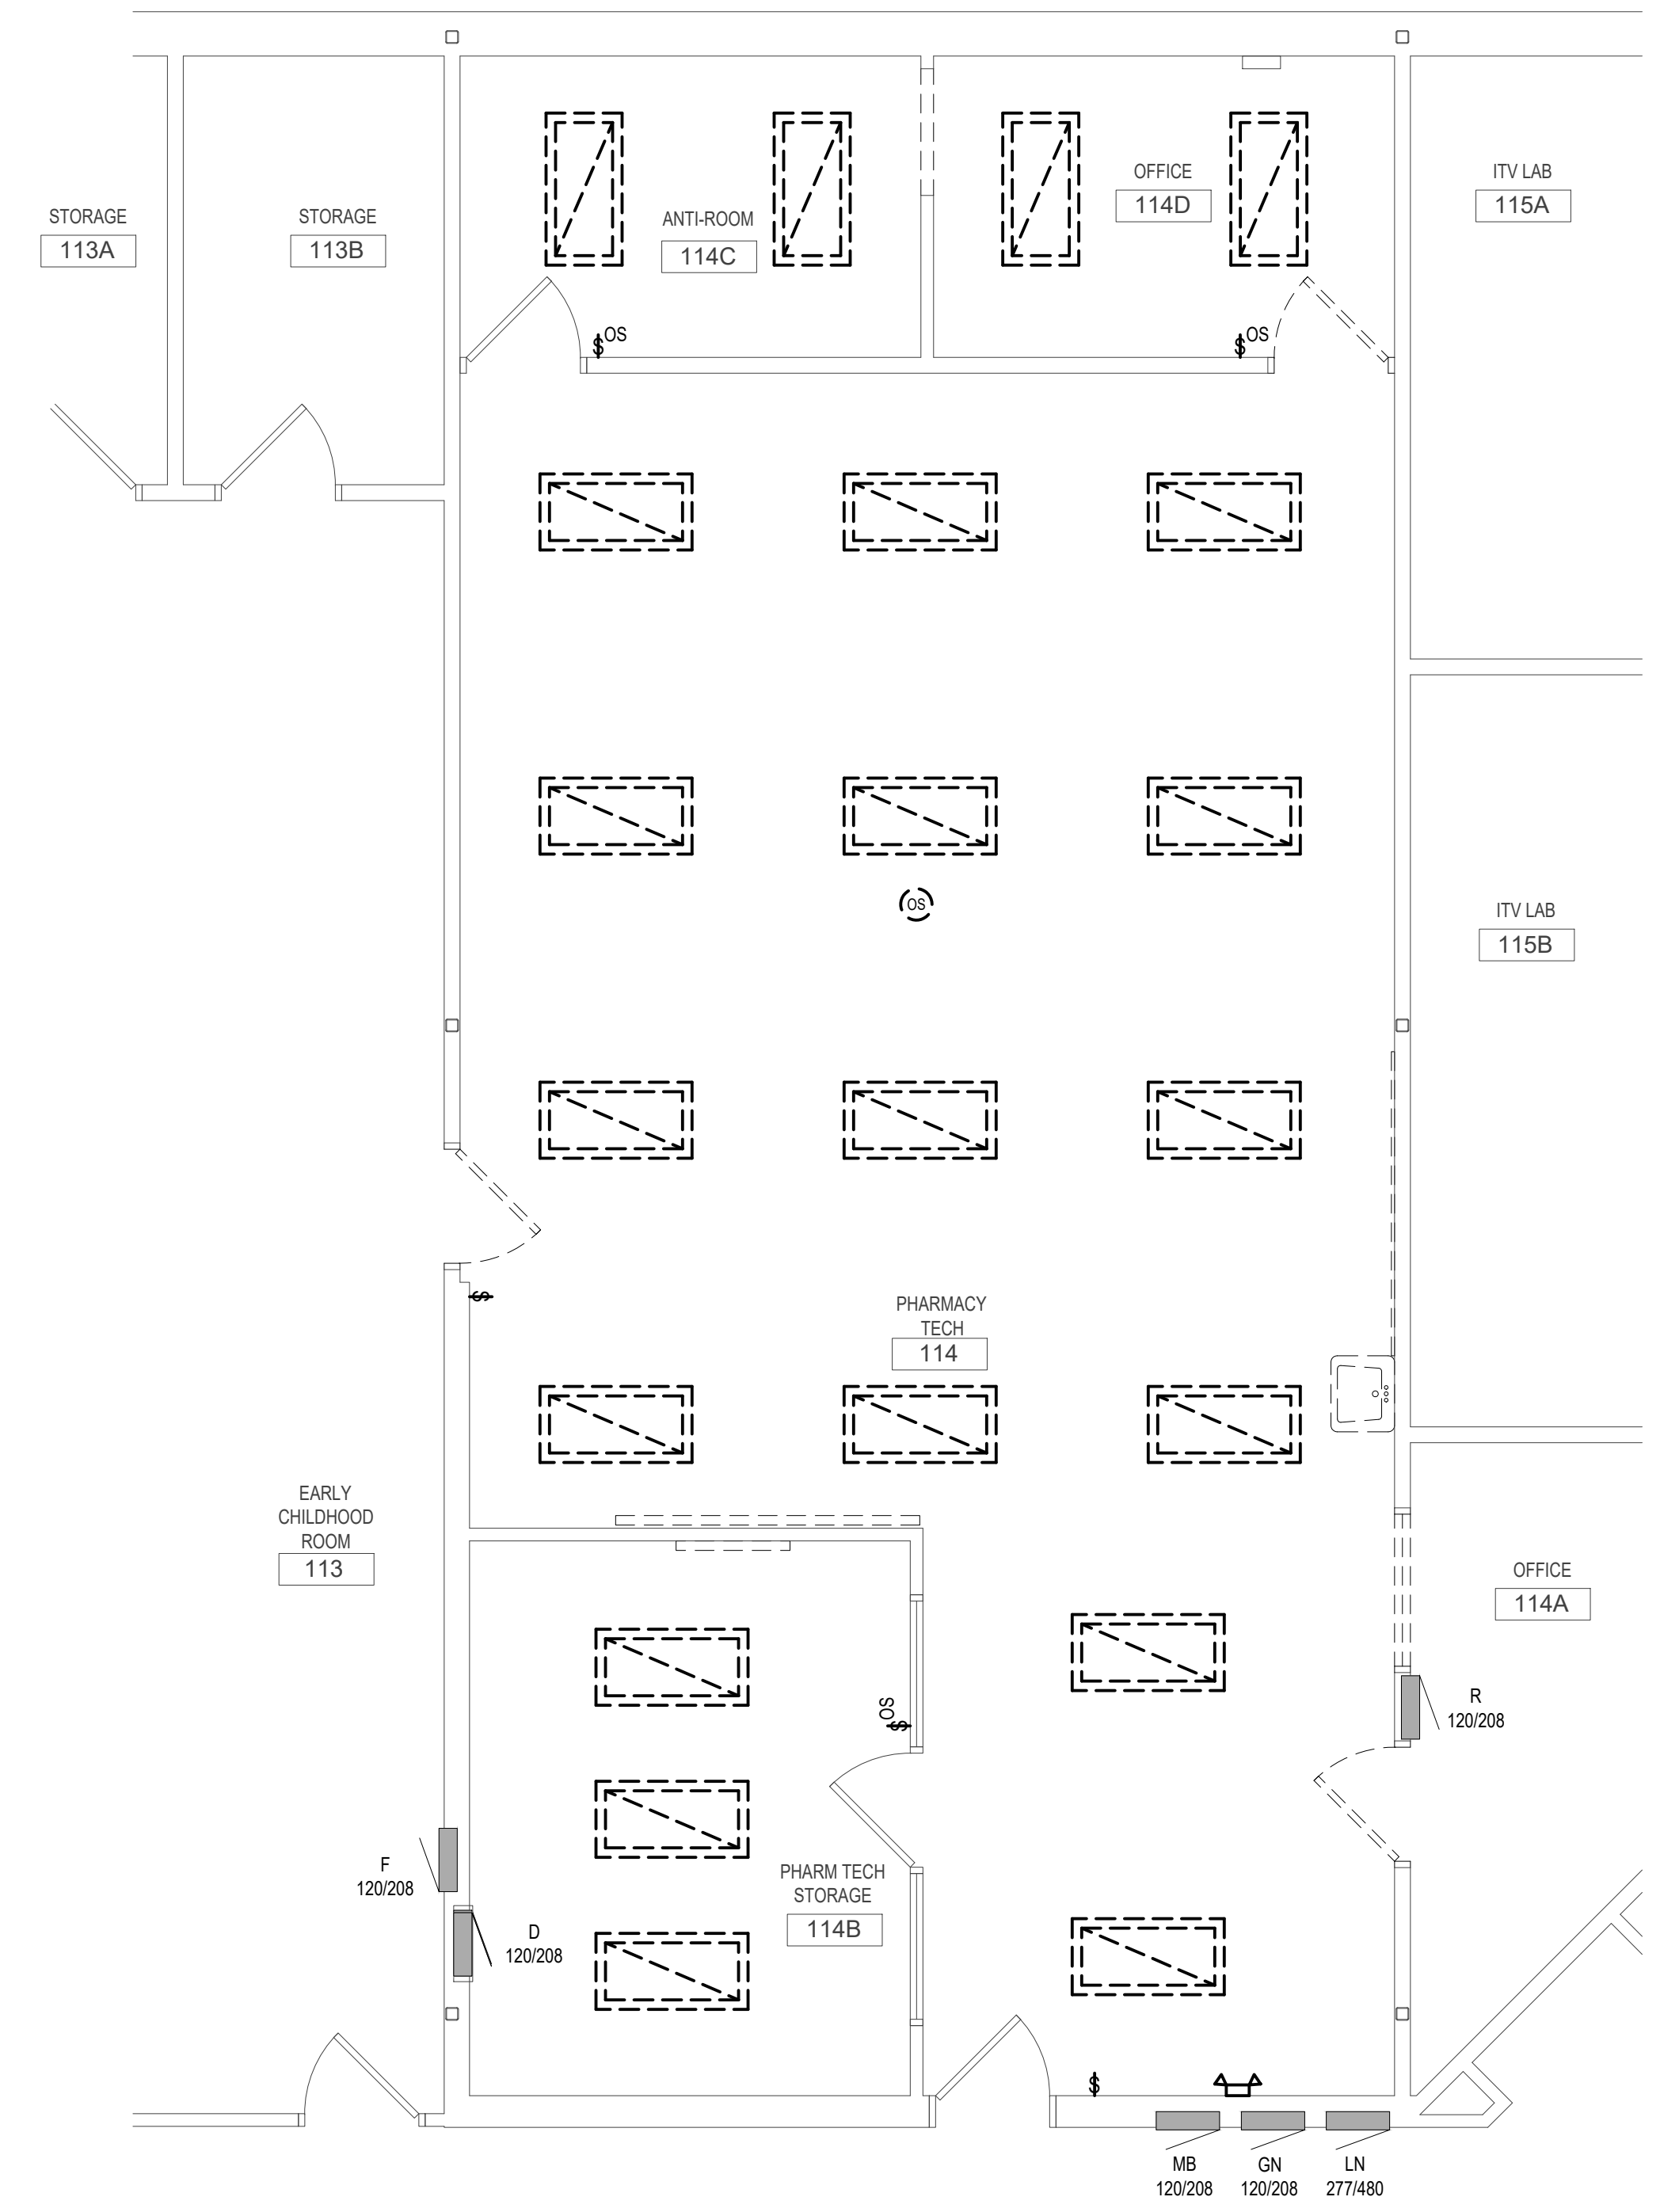 OFFICE
114D
ITV LAB
115A
STORAGE
113A
STORAGE
113B
ANTI-ROOM
114C
$ OS
$ OS
OS
ITV LAB
115B
$
PHARMACY
TECH
114
EARLY
CHILDHOOD
ROOM
113
OFFICE
114A
R
120/208
$ OS
F
120/208
PHARM TECH
STORAGE
114B
D
120/208
$
MB
120/208
GN
120/208
LN
277/480